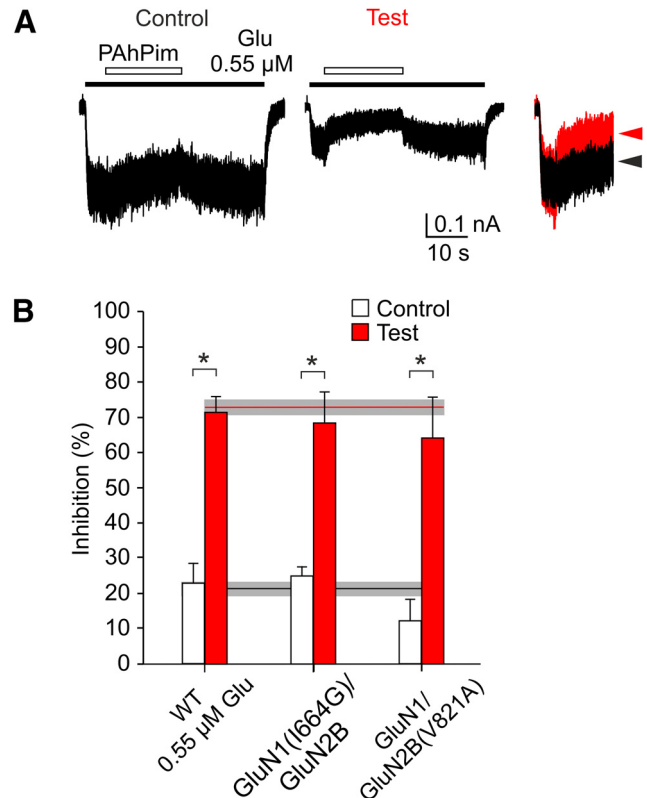 A
Control
Test
PAhPim
Glu
0.55 µM
0.1 nA
10 s
B
Control
Test
100
90
80
70
60
50
40
30
20
10
0
Inhibition (%)
*
*
*
WT
0.55 µM Glu
GluN1(I664G)/
GluN2B
GluN1/
GluN2B(V821A)